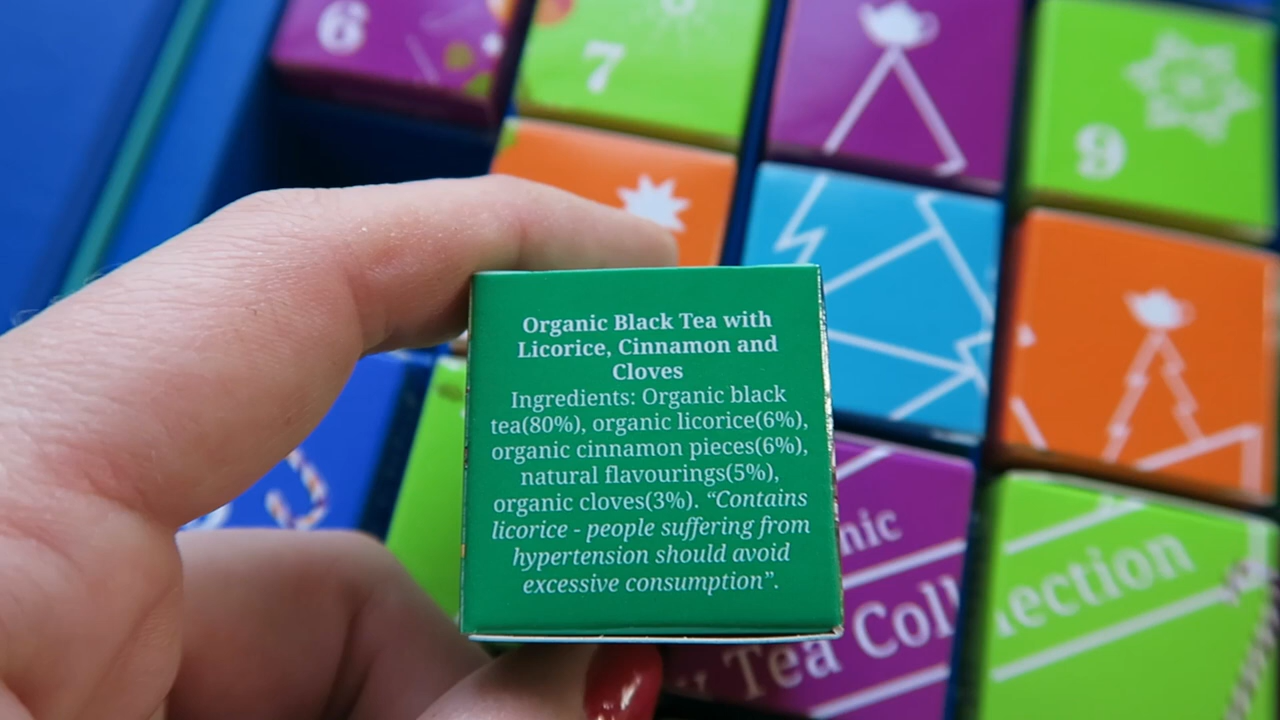 6
7
9
Organic Black Tea with
Licorice, Cinnamon and
Cloves
Ingredients: Organic black
tea(80%), organic licorice(6%),
organic cinnamon pieces(6%),
natural flavourings(5%),
organic cloves(3%). “Contains
licorice - people suffering from
hypertension should avoid
excessive consumption”.
Tea Collection